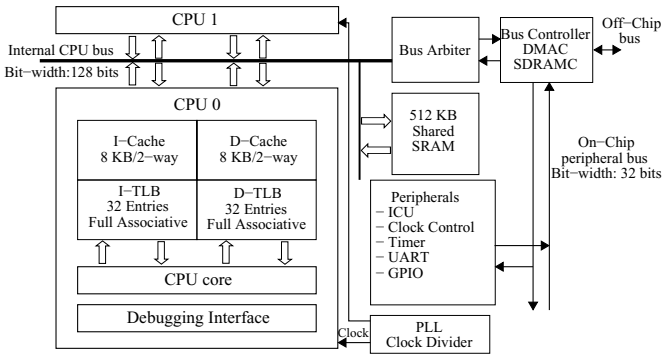 CPU 1
Internal CPU bus
Bit−width:128 bits
Bus Arbiter
Bus Controller
DMAC
SDRAMC
Off−Chip
bus
CPU 0
I−Cache
8 KB/2−way
D−Cache
8 KB/2−way
I−TLB
32 Entries
Full Associative
D−TLB
32 Entries
Full Associative
CPU core
Debugging Interface
512 KB
Shared
SRAM
On−Chip
peripheral bus
Bit−width: 32 bits
Peripherals
− ICU
− Clock Control
− Timer
− UART
− GPIO
Clock
PLL
Clock Divider